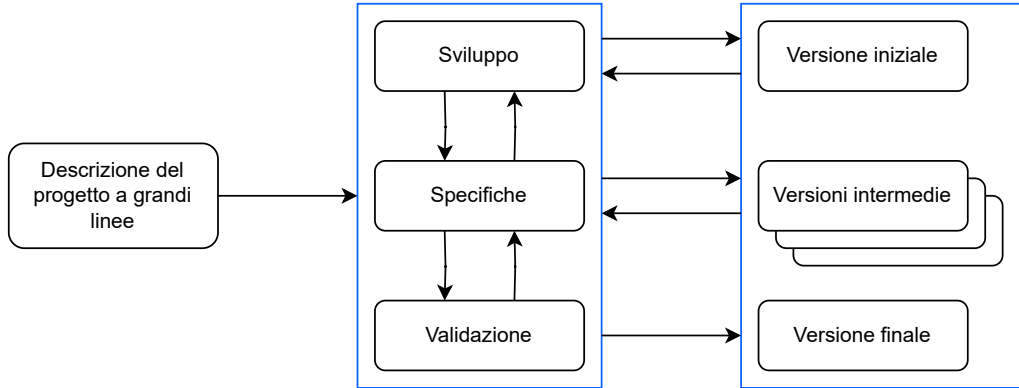 Sviluppo
Versione iniziale
Descrizione del
progetto a grandi
linee
Specifiche
Versioni intermedie
Validazione
Versione finale